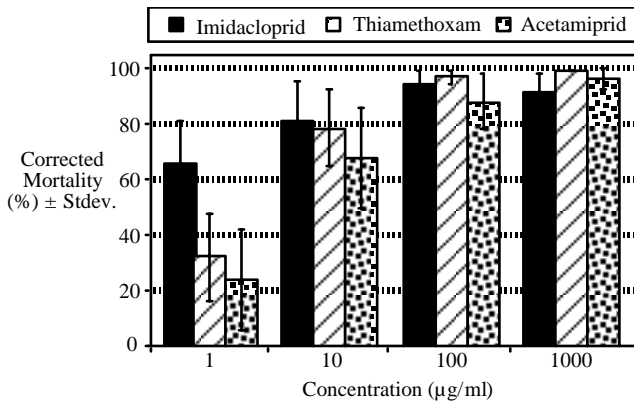 Imidacloprid Thiamethoxam Acetamiprid
100
80
60
40
20
0
Corrected
Mortality
(%) ± Stdev.
1 10 100 1000
Concentration (µg/ml)